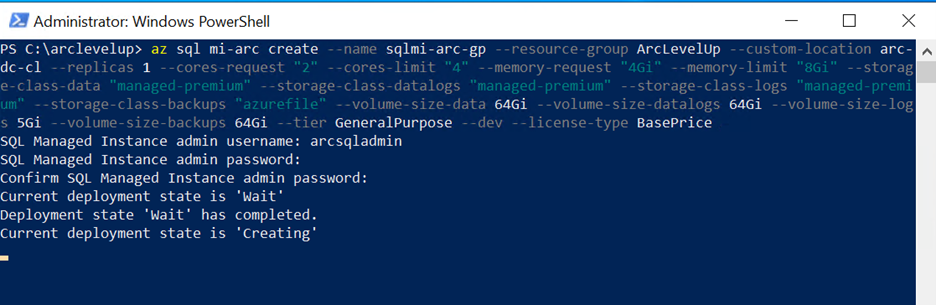 Administrator: Windows PowerShell
PS C:\arclevelup> az sql mi-arc create --name sqlmi-arc-gp --resource-group ArcLevelUp --custom-location arc-
dc-cl --replicas 1 --cores-request "2" --cores-limit "4" --memory-request "4Gi" --memory-limit "8Gi" --storag
e-class-data "managed-premium" --storage-class-datalogs "managed-premium" --storage-class-logs "managed-premi
um" --storage-class-backups "azurefile" --volume-size-data 64Gi --volume-size-datalogs 64Gi --volume-size-log
s 5Gi --volume-size-backups 64Gi --tier GeneralPurpose --dev --license-type BasePrice
SQL Managed Instance admin username: arcsqladmin
SQL Managed Instance admin password:
Confirm SQL Managed Instance admin password:
Current deployment state is 'Wait'
Deployment state 'Wait' has completed.
Current deployment state is 'Creating'